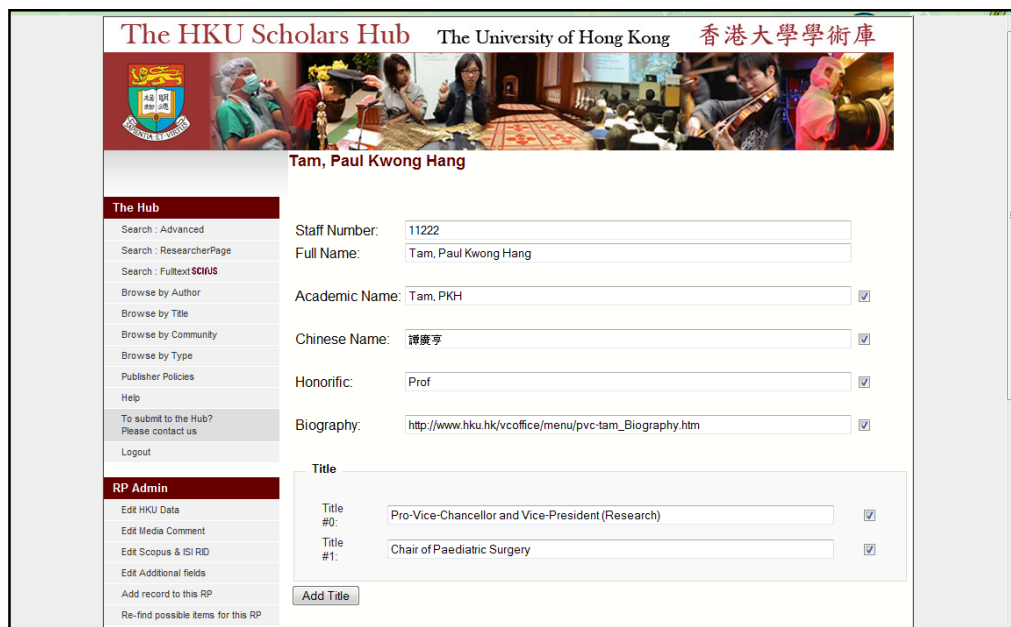 The HKU Scholars Hub The University of Hong Kong 香港大學學術庫
SAPIENTIA ET VIRTUS
Tam, Paul Kwong Hang
The Hub
Search : Advanced
Search : ResearcherPage
Search : Fulltext SCIRUS
Browse by Author
Browse by Title
Browse by Community
Browse by Type
Publisher Policies
Help
To submit to the Hub?
Please contact us
Logout
RP Admin
Edit HKU Data
Edit Media Comment
Edit Scopus & ISI RID
Edit Additional fields
Add record to this RP
Re-find possible items for this RP
Staff Number: 11222
Full Name: Tam, Paul Kwong Hang
Academic Name: Tam, PKH
Chinese Name: 譚廣亨
Honorific: Prof
Biography: http://www.hku.hk/vcoffice/menu/pvc-tam_Biography.htm
Title
Title
#0: Pro-Vice-Chancellor and Vice-President (Research)
Title
#1: Chair of Paediatric Surgery
Add Title